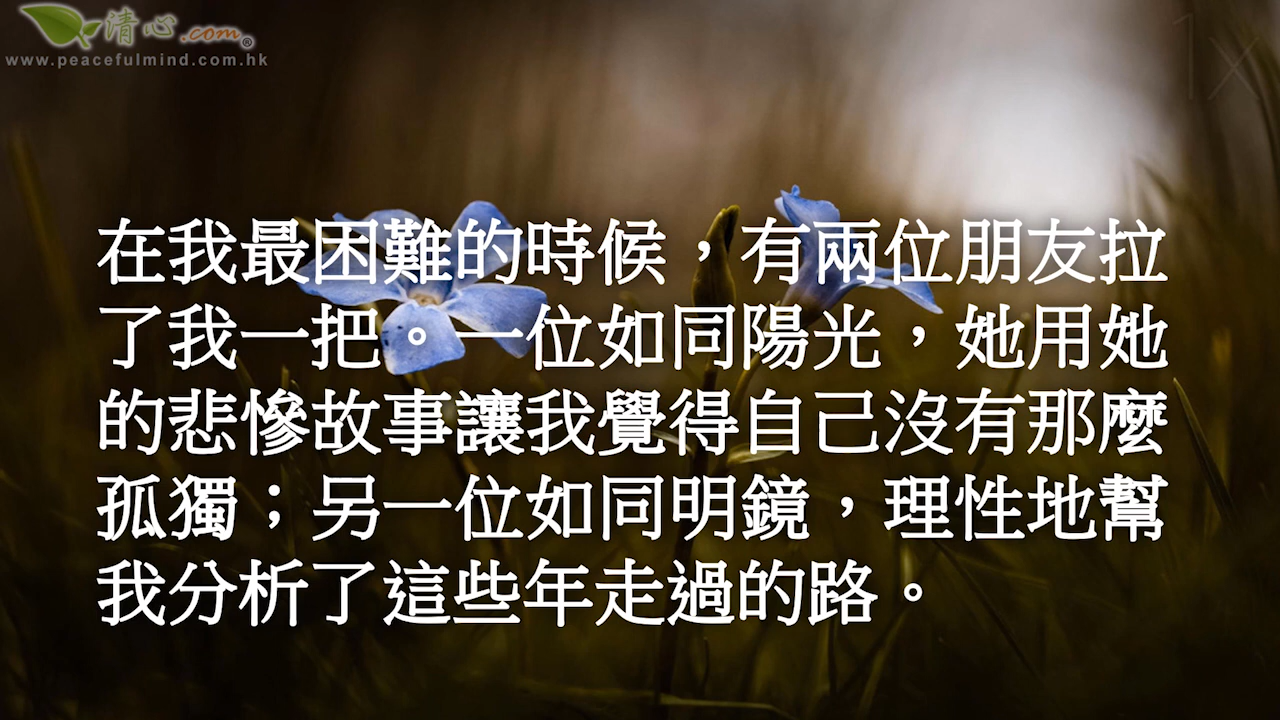 清心.com®
www.peacefulmind.com.hk
1x
在我最困難的時候，有兩位朋友拉
了我一把。一位如同陽光，她用她
的悲慘故事讓我覺得自己沒有那麼
孤獨；另一位如同明鏡，理性地幫
我分析了這些年走過的路。